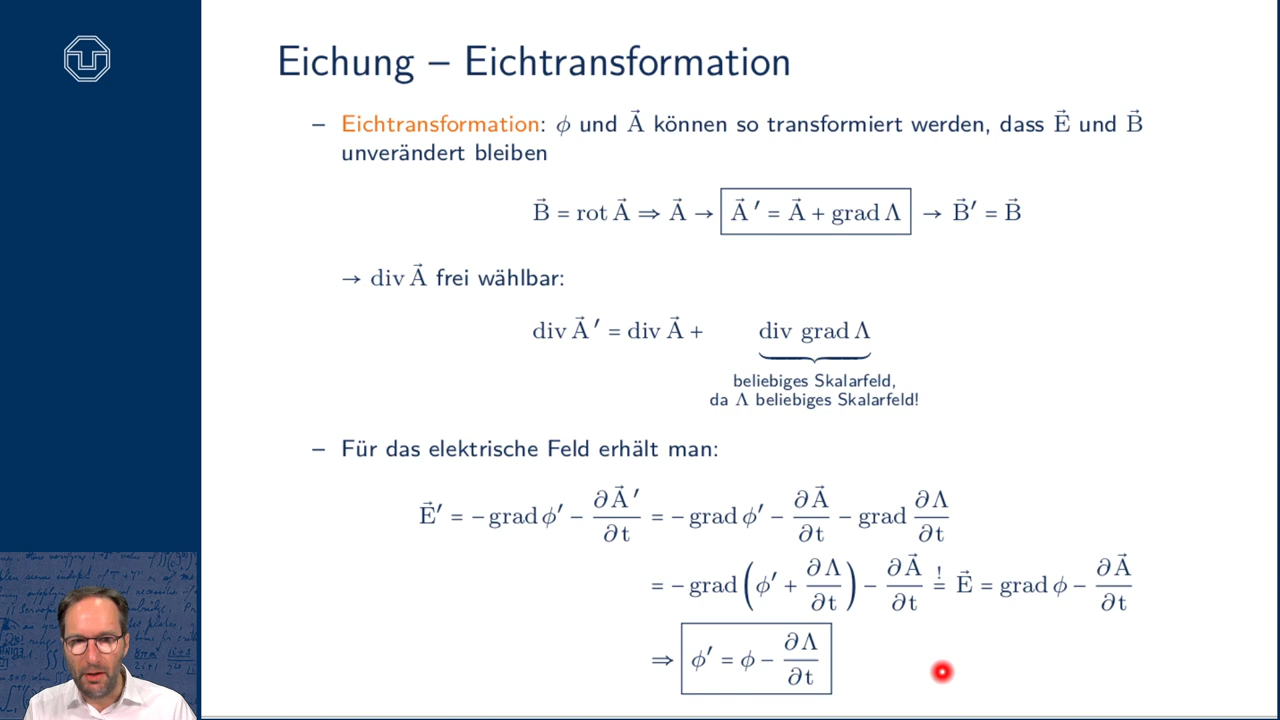 Eichung – Eichtransformation
– Eichtransformation: ϕ und A⃗ können so transformiert werden, dass E⃗ und B⃗
unverändert bleiben
B⃗ = rot A⃗ ⇒ A⃗ → A⃗ ′ = A⃗ + grad Λ → B⃗′ = B⃗
→ div A⃗ frei wählbar:
div A⃗ ′ = div A⃗ + div grad Λ
beliebiges Skalarfeld,
da Λ beliebiges Skalarfeld!
– Für das elektrische Feld erhält man:
E⃗′ = – grad ϕ′ – ∂A⃗ ′/∂t = – grad ϕ′ – ∂A⃗/∂t – grad ∂Λ/∂t
= – grad (ϕ′ + ∂Λ/∂t) – ∂A⃗/∂t =! E⃗ = grad ϕ – ∂A⃗/∂t
⇒ ϕ′ = ϕ – ∂Λ/∂t